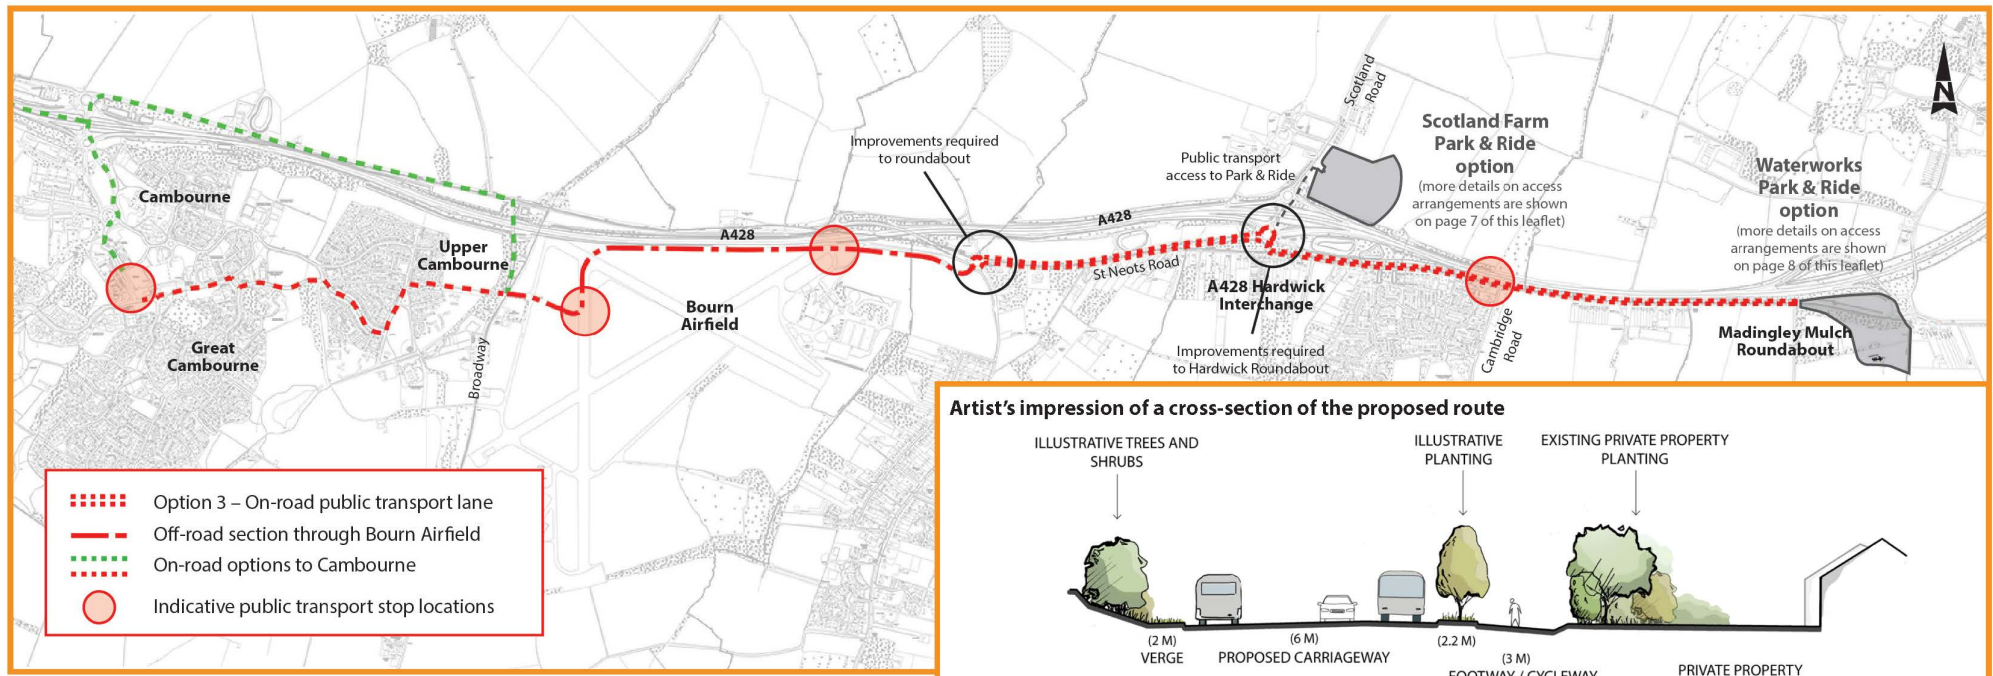 Scotland
Road
N
Improvements required
to roundabout
Public transport
access to Park & Ride
Scotland Farm
Park & Ride
option
(more details on access
arrangements are shown
on page 7 of this leaflet)
Waterworks
Park & Ride
option
(more details on access
arrangements are shown
on page 8 of this leaflet)
Cambourne
Upper
Cambourne
A428
A428
St Neots Road
A428 Hardwick
Interchange
Bourn
Airfield
Great
Cambourne
Broadway
Improvements required
to Hardwick Roundabout
Cambridge
Road
Madingley Mulch
Roundabout
Option 3 – On-road public transport lane
Off-road section through Bourn Airfield
On-road options to Cambourne
Indicative public transport stop locations
Artist's impression of a cross-section of the proposed route
ILLUSTRATIVE TREES AND
SHRUBS
ILLUSTRATIVE
PLANTING
EXISTING PRIVATE PROPERTY
PLANTING
(2 M)
VERGE
(6 M)
PROPOSED CARRIAGEWAY
(2.2 M)
(3 M)
FOOTWAY / CYCLEWAY
PRIVATE PROPERTY